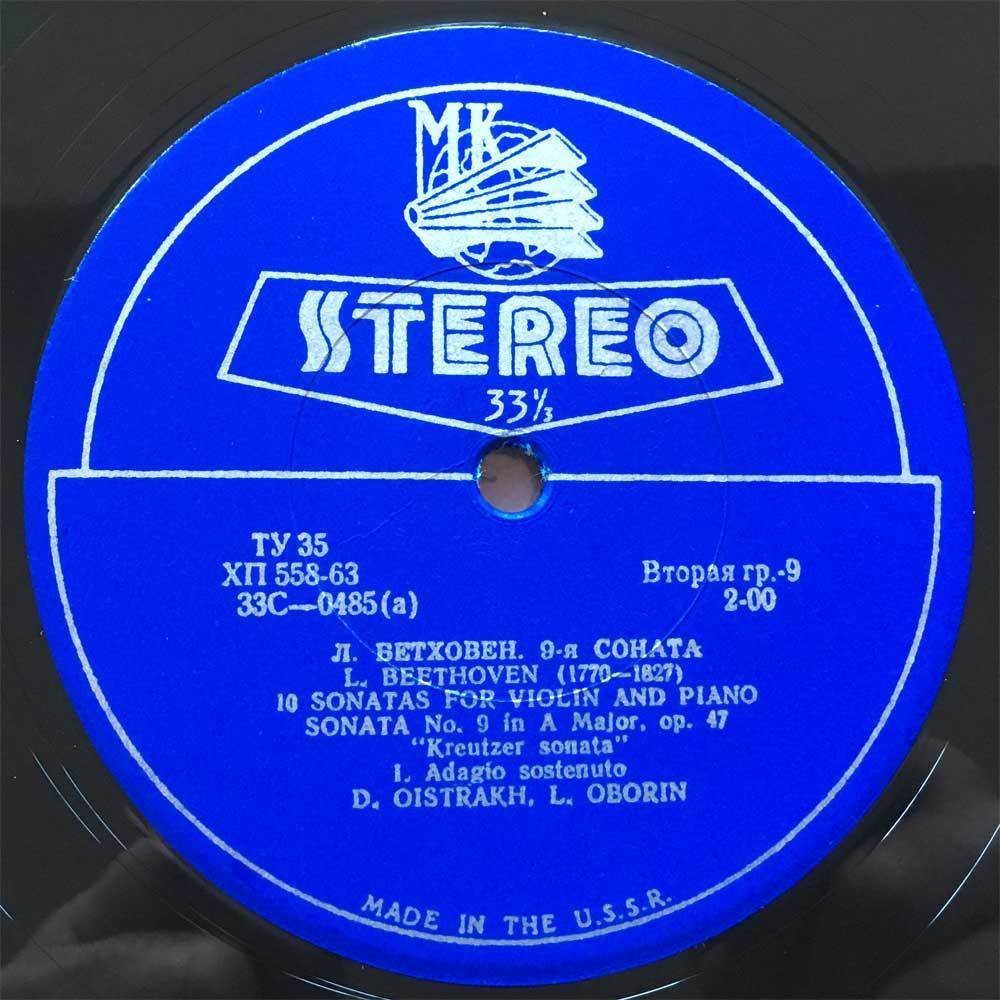 МК
STEREO
33⅓
ТУ 35
ХП 558-63
33С—0485(а)
Вторая гр.-9
2-00
Л. БЕТХОВЕН. 9-я СОНАТА
L. BEETHOVEN (1770—1827)
10 SONATAS FOR VIOLIN AND PIANO
SONATA No. 9 in A Major, op. 47
"Kreutzer sonata"
I. Adagio sostenuto
D. OISTRAKH, L. OBORIN
MADE IN THE U.S.S.R.